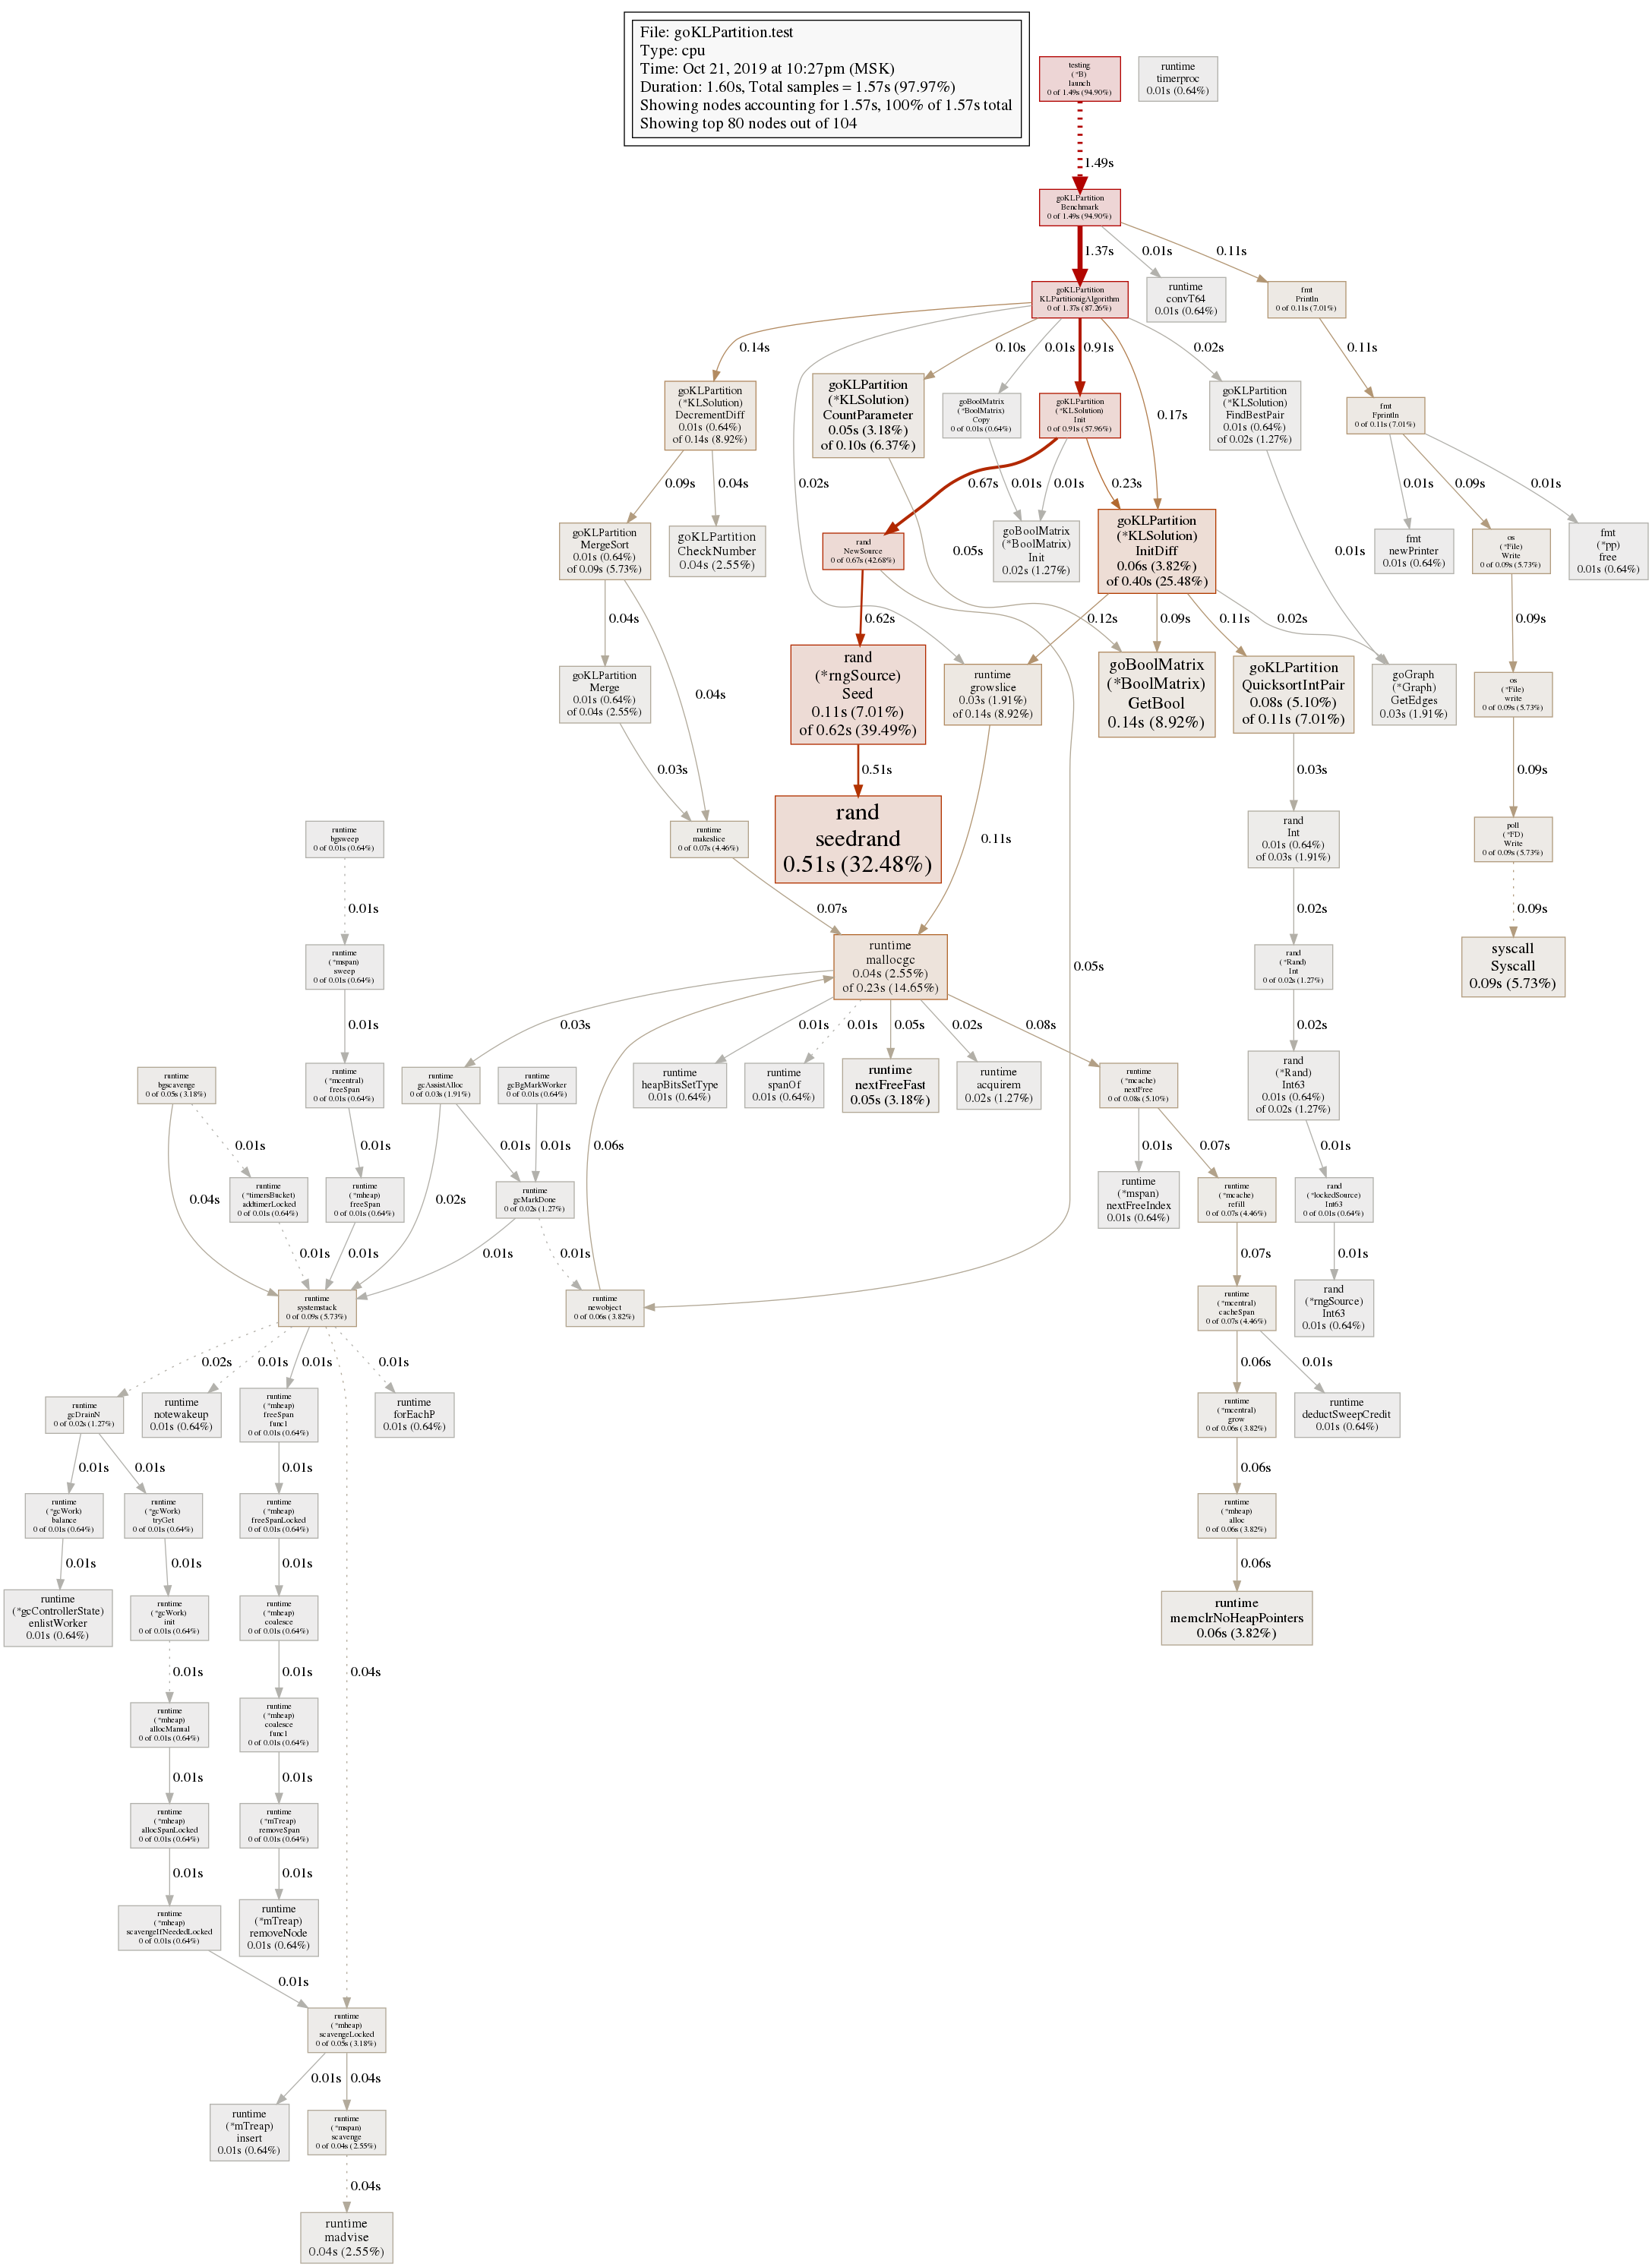 File: goKLPartition.test
Type: cpu
Time: Oct 21, 2019 at 10:27pm (MSK)
Duration: 1.60s, Total samples = 1.57s (97.97%)
Showing nodes accounting for 1.57s, 100% of 1.57s total
Showing top 80 nodes out of 104
testing
(*B)
launch
0 of 1.49s (94.90%)
runtime
timerproc
0.01s (0.64%)
1.49s
goKLPartition
Benchmark
0 of 1.49s (94.90%)
1.37s
0.01s
0.11s
goKLPartition
KLPartitionigAlgorithm
0 of 1.37s (87.26%)
runtime
convT64
0.01s (0.64%)
fmt
Println
0 of 0.11s (7.01%)
0.14s
0.10s
0.01s
0.91s
0.02s
0.11s
goKLPartition
(*KLSolution)
DecrementDiff
0.01s (0.64%)
of 0.14s (8.92%)
goKLPartition
(*KLSolution)
CountParameter
0.05s (3.18%)
of 0.10s (6.37%)
goBoolMatrix
(*BoolMatrix)
Copy
0 of 0.01s (0.64%)
goKLPartition
(*KLSolution)
Init
0 of 0.91s (57.96%)
0.17s
goKLPartition
(*KLSolution)
FindBestPair
0.01s (0.64%)
of 0.02s (1.27%)
fmt
Fprintln
0 of 0.11s (7.01%)
0.09s
0.04s
0.02s
0.67s
0.01s
0.01s
0.23s
0.01s
0.09s
0.01s
goKLPartition
MergeSort
0.01s (0.64%)
of 0.09s (5.73%)
goKLPartition
CheckNumber
0.04s (2.55%)
rand
NewSource
0 of 0.67s (42.68%)
0.05s
goBoolMatrix
(*BoolMatrix)
Init
0.02s (1.27%)
goKLPartition
(*KLSolution)
InitDiff
0.06s (3.82%)
of 0.40s (25.48%)
0.01s
fmt
newPrinter
0.01s (0.64%)
os
(*File)
Write
0 of 0.09s (5.73%)
fmt
(*pp)
free
0.01s (0.64%)
0.04s
0.62s
0.12s
0.09s
0.11s
0.02s
0.09s
goKLPartition
Merge
0.01s (0.64%)
of 0.04s (2.55%)
0.04s
rand
(*rngSource)
Seed
0.11s (7.01%)
of 0.62s (39.49%)
runtime
growslice
0.03s (1.91%)
of 0.14s (8.92%)
goBoolMatrix
(*BoolMatrix)
GetBool
0.14s (8.92%)
goKLPartition
QuicksortIntPair
0.08s (5.10%)
of 0.11s (7.01%)
goGraph
(*Graph)
GetEdges
0.03s (1.91%)
os
(*File)
write
0 of 0.09s (5.73%)
0.03s
0.51s
0.03s
0.09s
runtime
bgsweep
0 of 0.01s (0.64%)
runtime
makeslice
0 of 0.07s (4.46%)
rand
seedrand
0.51s (32.48%)
0.11s
rand
Int
0.01s (0.64%)
of 0.03s (1.91%)
poll
(*FD)
Write
0 of 0.09s (5.73%)
0.01s
0.07s
0.02s
0.09s
runtime
(*mspan)
sweep
0 of 0.01s (0.64%)
runtime
mallocgc
0.04s (2.55%)
of 0.23s (14.65%)
0.05s
rand
(*Rand)
Int
0 of 0.02s (1.27%)
syscall
Syscall
0.09s (5.73%)
0.01s
0.03s
0.01s
0.01s
0.05s
0.02s
0.08s
0.02s
runtime
bgscavenge
0 of 0.05s (3.18%)
runtime
(*mcentral)
freeSpan
0 of 0.01s (0.64%)
runtime
gcAssistAlloc
0 of 0.03s (1.91%)
runtime
gcBgMarkWorker
0 of 0.01s (0.64%)
runtime
heapBitsSetType
0.01s (0.64%)
runtime
spanOf
0.01s (0.64%)
runtime
nextFreeFast
0.05s (3.18%)
runtime
acquirem
0.02s (1.27%)
runtime
(*mcache)
nextFree
0 of 0.08s (5.10%)
rand
(*Rand)
Int63
0.01s (0.64%)
of 0.02s (1.27%)
0.01s
0.01s
0.01s
0.01s
0.06s
0.01s
0.07s
0.01s
0.04s
runtime
(*timersBucket)
addtimerLocked
0 of 0.01s (0.64%)
runtime
(*mheap)
freeSpan
0 of 0.01s (0.64%)
0.02s
runtime
gcMarkDone
0 of 0.02s (1.27%)
runtime
(*mspan)
nextFreeIndex
0.01s (0.64%)
runtime
(*mcache)
refill
0 of 0.07s (4.46%)
rand
(*lockedSource)
Int63
0 of 0.01s (0.64%)
0.01s
0.01s
0.01s
0.01s
0.07s
0.01s
runtime
systemstack
0 of 0.09s (5.73%)
runtime
newobject
0 of 0.06s (3.82%)
runtime
(*mcentral)
cacheSpan
0 of 0.07s (4.46%)
rand
(*rngSource)
Int63
0.01s (0.64%)
0.02s
0.01s
0.01s
0.01s
0.06s
0.01s
runtime
gcDrainN
0 of 0.02s (1.27%)
runtime
notewakeup
0.01s (0.64%)
runtime
(*mheap)
freeSpan
func1
0 of 0.01s (0.64%)
runtime
forEachP
0.01s (0.64%)
runtime
(*mcentral)
grow
0 of 0.06s (3.82%)
runtime
deductSweepCredit
0.01s (0.64%)
0.01s
0.01s
0.01s
0.06s
runtime
(*gcWork)
balance
0 of 0.01s (0.64%)
runtime
(*gcWork)
tryGet
0 of 0.01s (0.64%)
runtime
(*mheap)
freeSpanLocked
0 of 0.01s (0.64%)
runtime
(*mheap)
alloc
0 of 0.06s (3.82%)
0.01s
0.01s
0.01s
0.06s
runtime
(*gcControllerState)
enlistWorker
0.01s (0.64%)
runtime
(*gcWork)
init
0 of 0.01s (0.64%)
runtime
(*mheap)
coalesce
0 of 0.01s (0.64%)
runtime
memclrNoHeapPointers
0.06s (3.82%)
0.01s
0.01s
0.04s
runtime
(*mheap)
allocManual
0 of 0.01s (0.64%)
runtime
(*mheap)
coalesce
func1
0 of 0.01s (0.64%)
0.01s
0.01s
runtime
(*mheap)
allocSpanLocked
0 of 0.01s (0.64%)
runtime
(*mTreap)
removeSpan
0 of 0.01s (0.64%)
0.01s
0.01s
runtime
(*mheap)
scavengeIfNeededLocked
0 of 0.01s (0.64%)
runtime
(*mTreap)
removeNode
0.01s (0.64%)
0.01s
runtime
(*mheap)
scavengeLocked
0 of 0.05s (3.18%)
0.01s
0.04s
runtime
(*mTreap)
insert
0.01s (0.64%)
runtime
(*mspan)
scavenge
0 of 0.04s (2.55%)
0.04s
runtime
madvise
0.04s (2.55%)